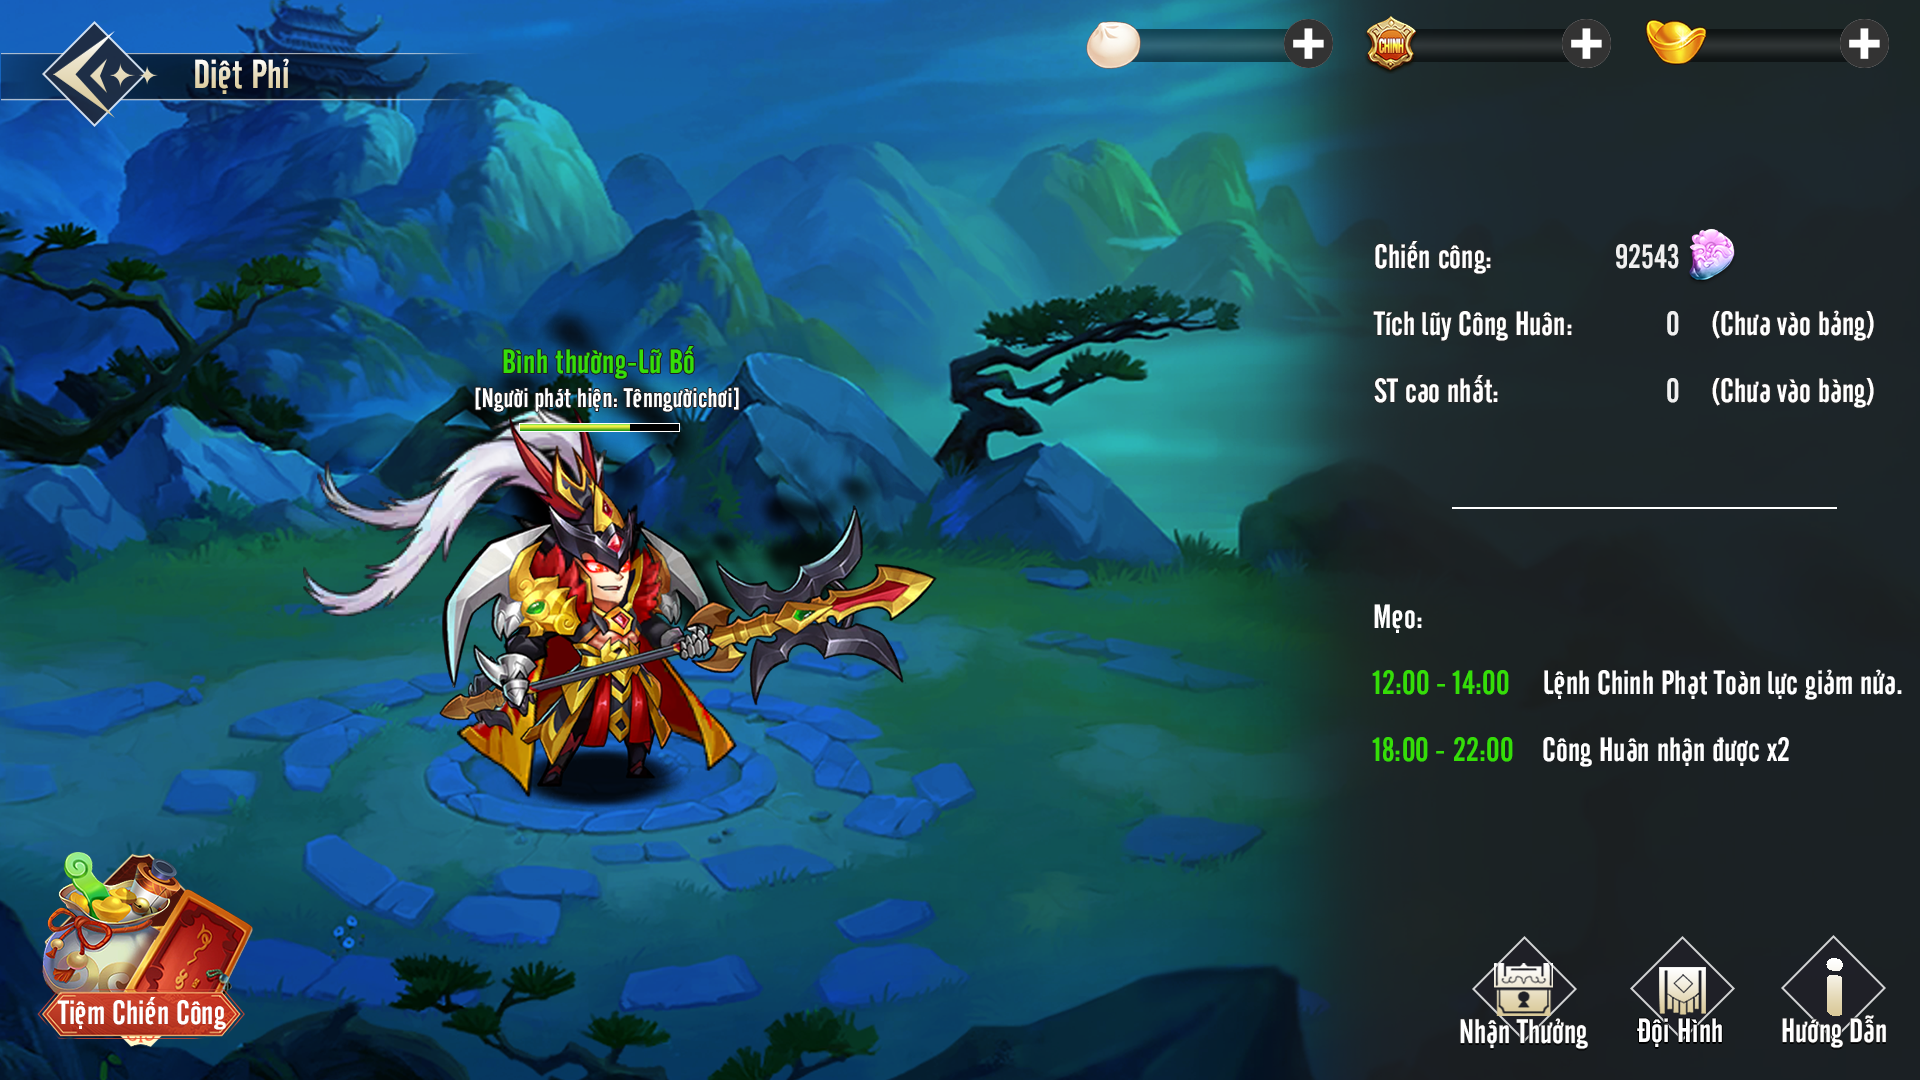 Diệt Phỉ
CHINH
Bình thường-Lữ Bố
[Người phát hiện: Tênngườichơi]
Chiến công: 92543
Tích lũy Công Huân: 0 (Chưa vào bảng)
ST cao nhất: 0 (Chưa vào bàng)
Mẹo:
12:00 - 14:00 Lệnh Chinh Phạt Toàn lực giảm nửa.
18:00 - 22:00 Công Huân nhận được x2
Tiệm Chiến Công
Nhận Thưởng
Đội Hình
Hướng Dẫn